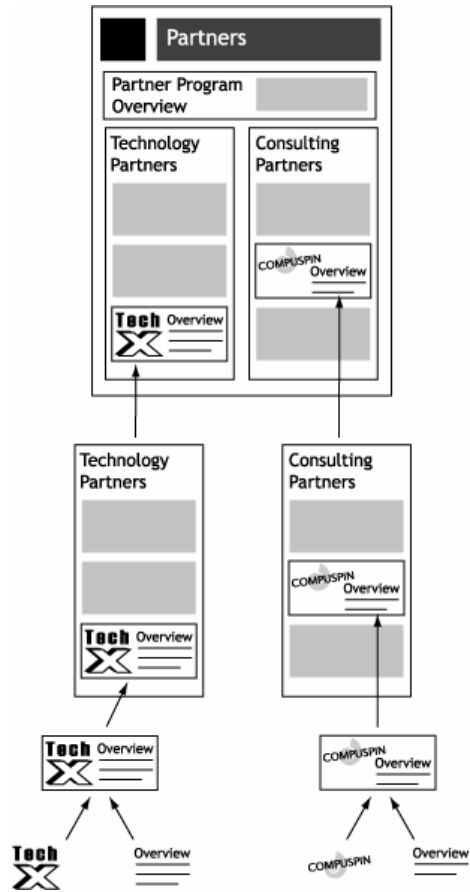 Partners
Partner Program
Overview
Technology
Partners
Consulting
Partners
COMPUSPIN
Overview
Tech
X
Overview
Technology
Partners
Consulting
Partners
COMPUSPIN
Overview
Tech
X
Overview
Tech
X
Overview
COMPUSPIN
Overview
Tech
X
Overview
COMPUSPIN
Overview